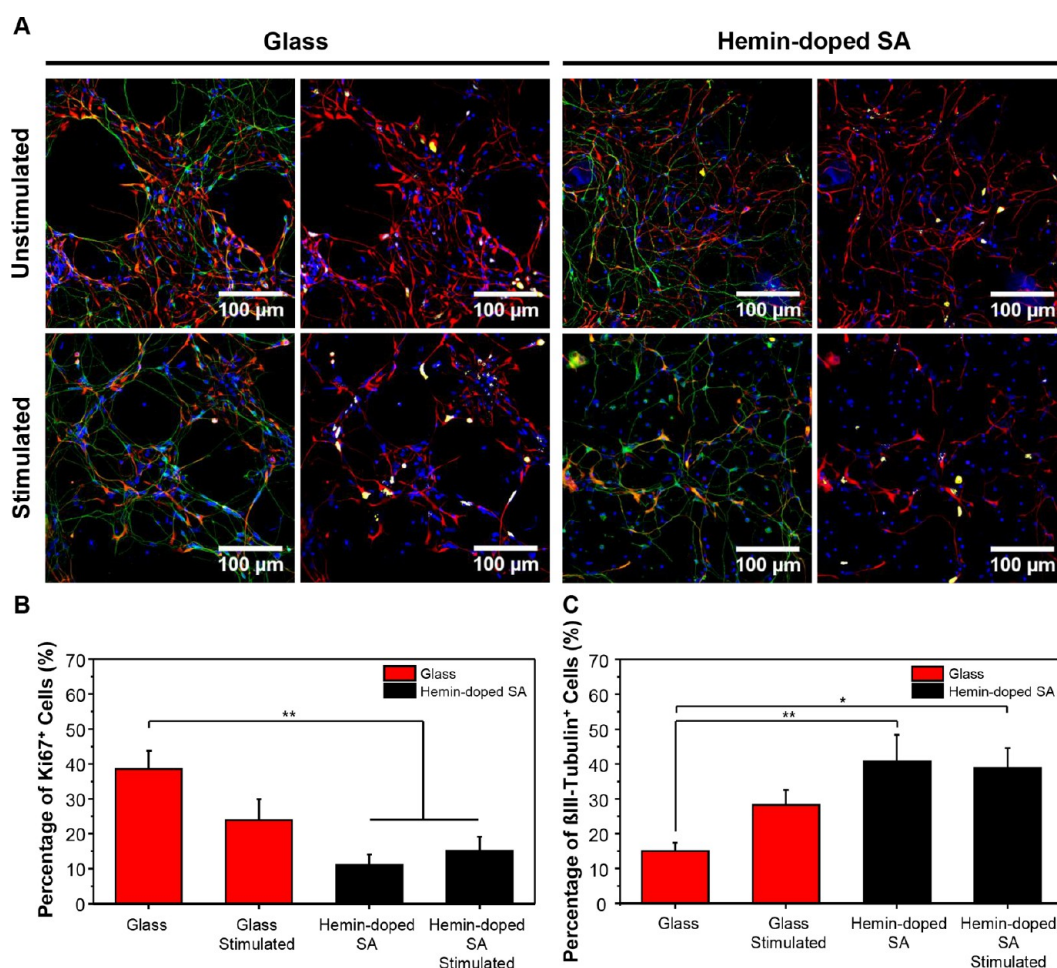 A
Glass
Hemin-doped SA
Unstimulated
100 µm
100 µm
100 µm
100 µm
Stimulated
100 µm
100 µm
100 µm
100 µm
B
Percentage of Ki67⁺ Cells (%)
70
60
50
40
30
20
10
0
Glass
Hemin-doped SA
**
Glass
Glass
Stimulated
Hemin-doped
SA
Hemin-doped
SA
Stimulated
C
Percentage of ßIII-Tubulin⁺ Cells (%)
70
60
50
40
30
20
10
0
Glass
Hemin-doped SA
*
**
Glass
Glass
Stimulated
Hemin-doped
SA
Hemin-doped
SA
Stimulated